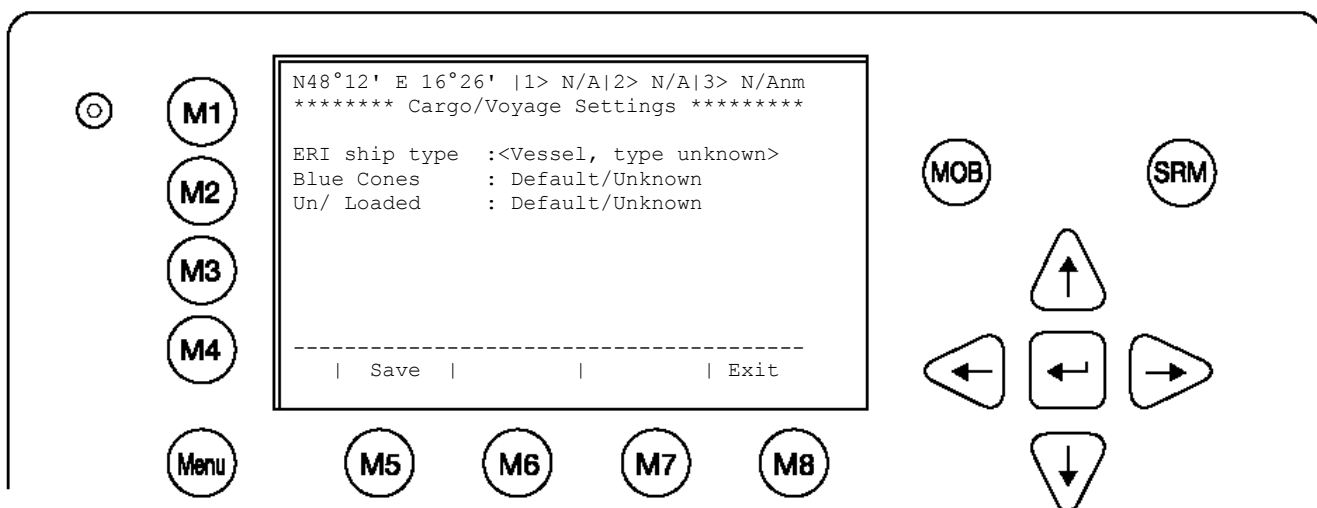 N48°12' E 16°26' |1> N/A|2> N/A|3> N/Anm
******** Cargo/Voyage Settings *********
ERI ship type :<Vessel, type unknown>
Blue Cones : Default/Unknown
Un/ Loaded : Default/Unknown
----------------------------------------
| Save | | | Exit
M1
M2
M3
M4
Menu
M5
M6
M7
M8
MOB
SRM